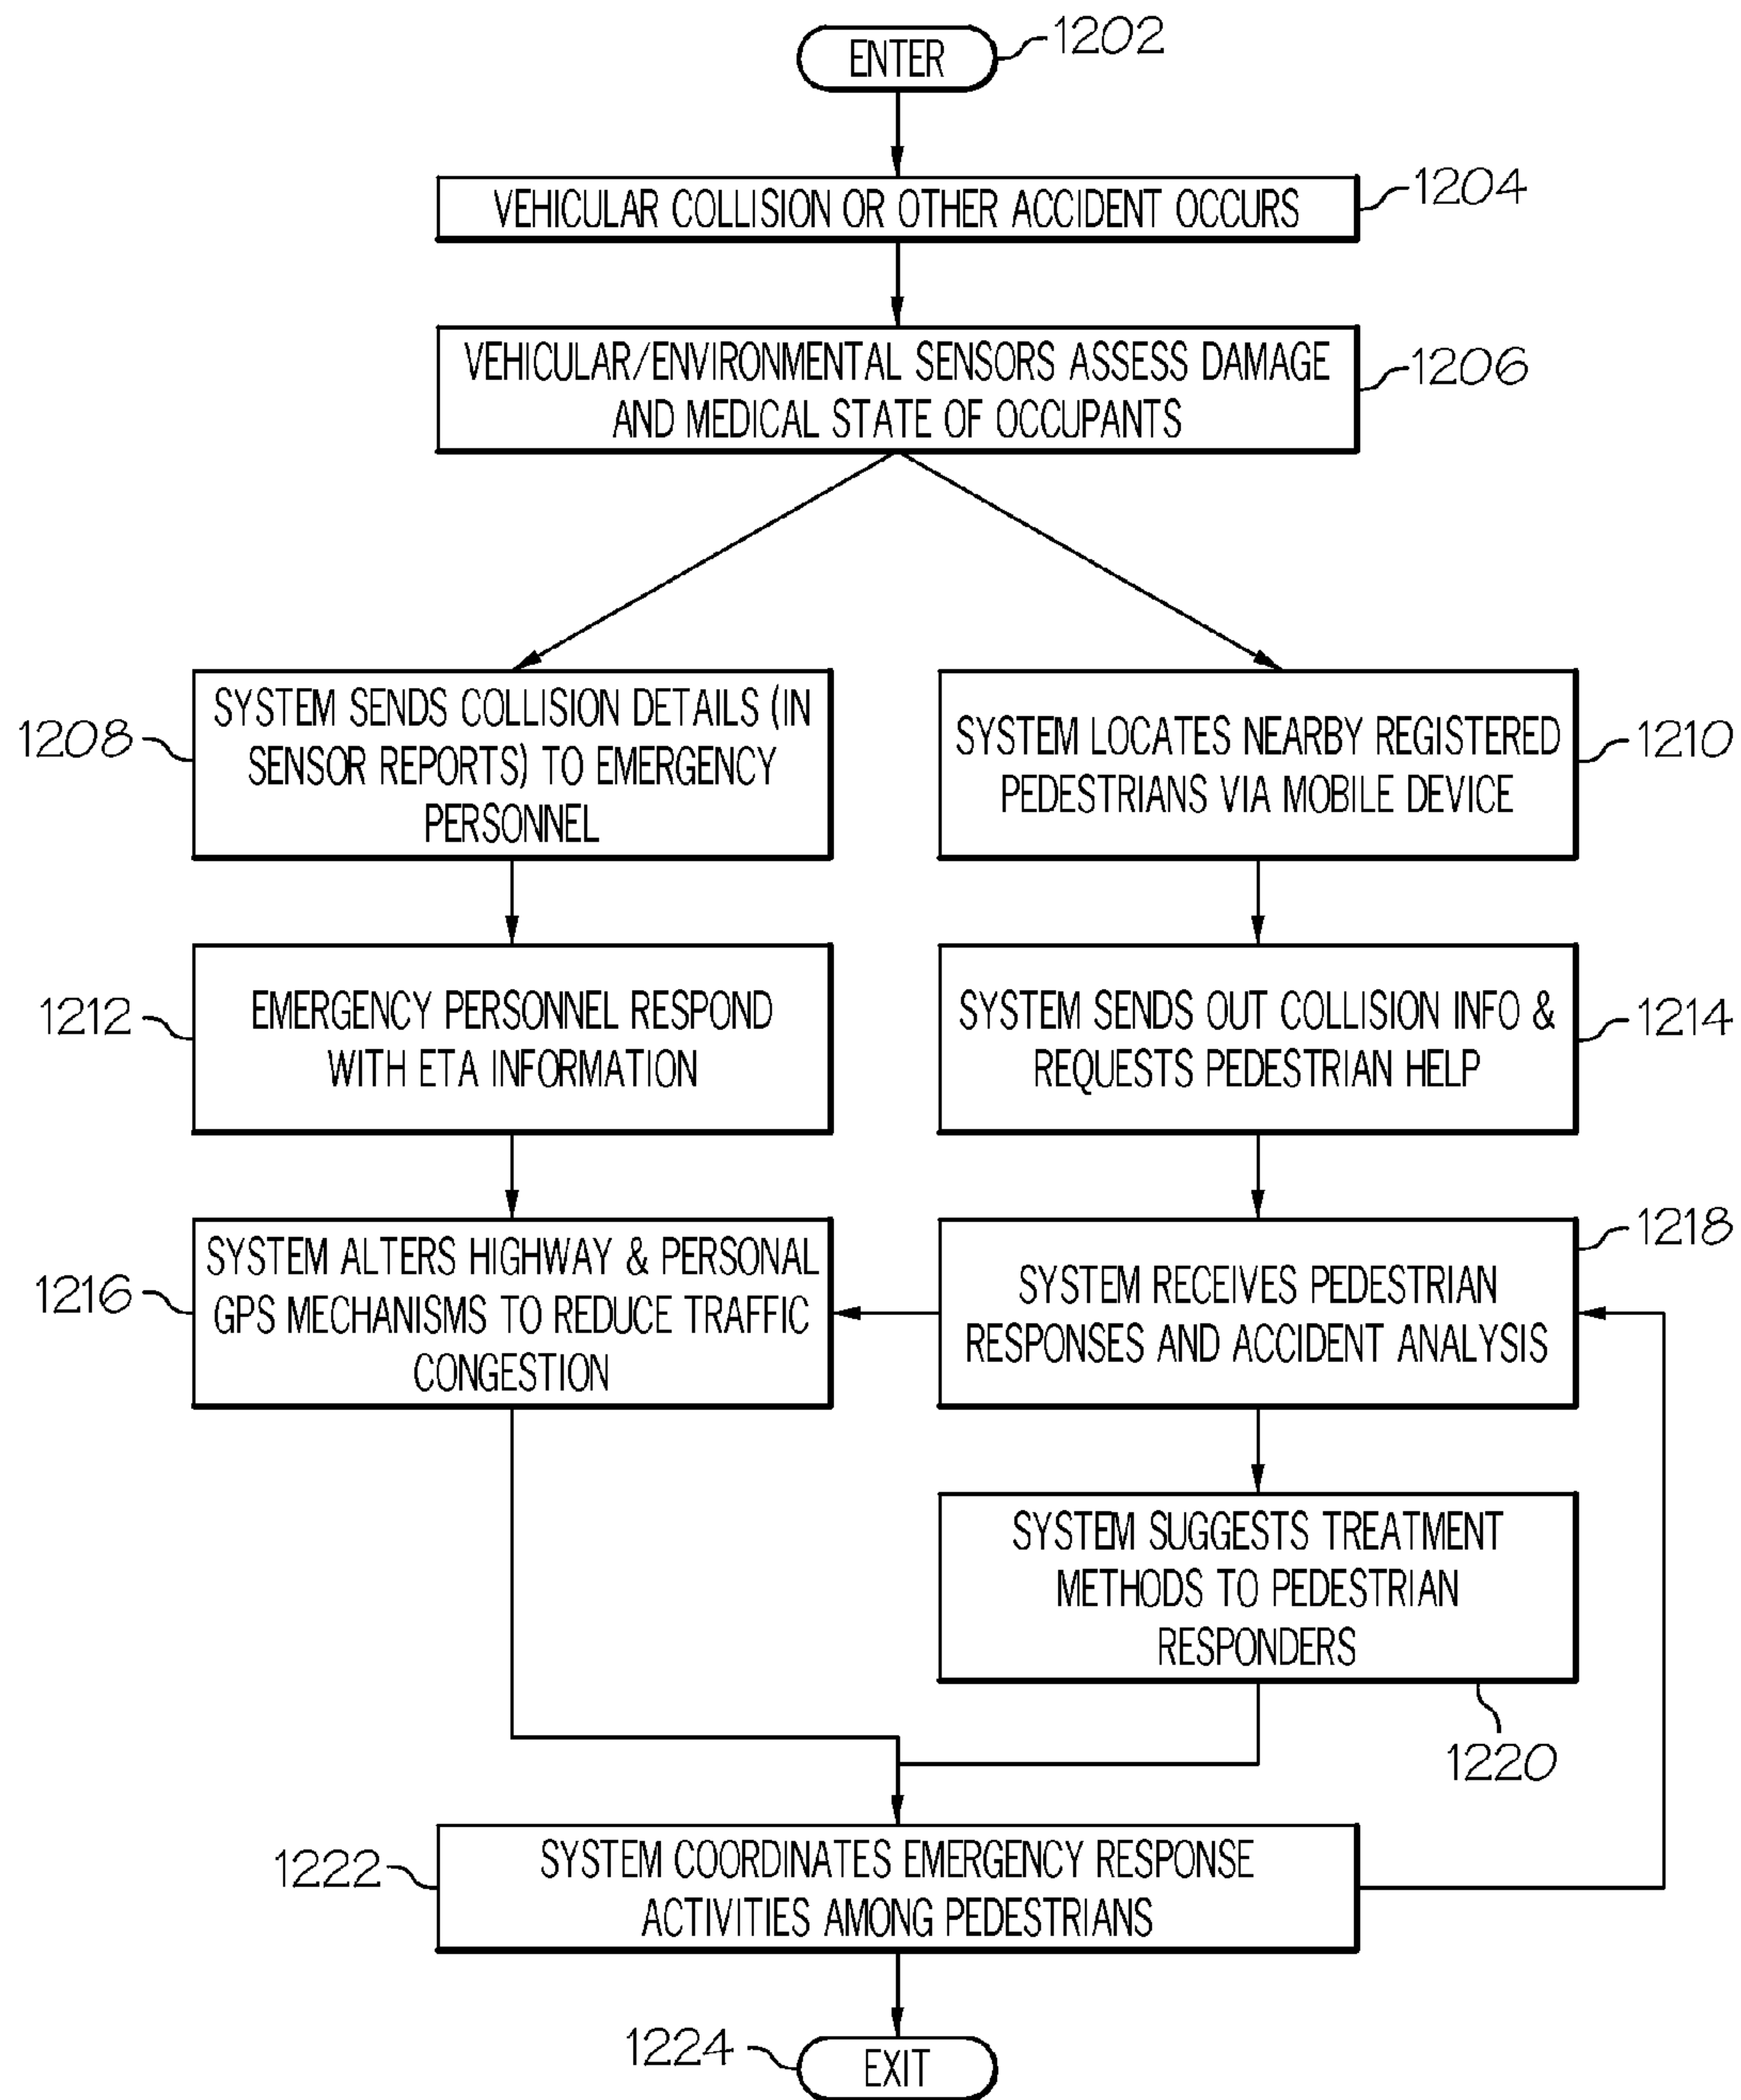 ENTER
1202
VEHICULAR COLLISION OR OTHER ACCIDENT OCCURS
1204
VEHICULAR/ENVIRONMENTAL SENSORS ASSESS DAMAGE
AND MEDICAL STATE OF OCCUPANTS
1206
1208
SYSTEM SENDS COLLISION DETAILS (IN
SENSOR REPORTS) TO EMERGENCY
PERSONNEL
SYSTEM LOCATES NEARBY REGISTERED
PEDESTRIANS VIA MOBILE DEVICE
1210
1212
EMERGENCY PERSONNEL RESPOND
WITH ETA INFORMATION
SYSTEM SENDS OUT COLLISION INFO &
REQUESTS PEDESTRIAN HELP
1214
1216
SYSTEM ALTERS HIGHWAY & PERSONAL
GPS MECHANISMS TO REDUCE TRAFFIC
CONGESTION
SYSTEM RECEIVES PEDESTRIAN
RESPONSES AND ACCIDENT ANALYSIS
1218
SYSTEM SUGGESTS TREATMENT
METHODS TO PEDESTRIAN
RESPONDERS
1220
1222
SYSTEM COORDINATES EMERGENCY RESPONSE
ACTIVITIES AMONG PEDESTRIANS
1224
EXIT